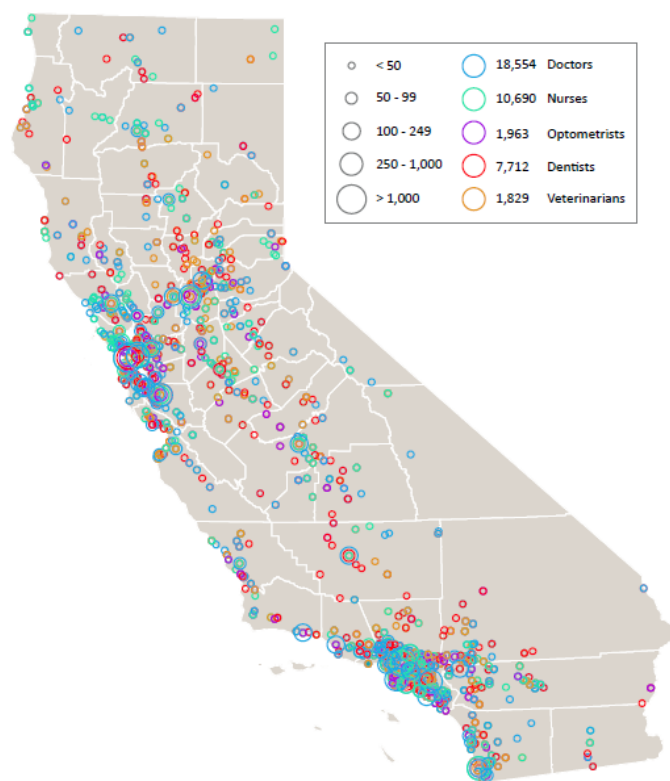 < 50 18,554 Doctors
50 - 99 10,690 Nurses
100 - 249 1,963 Optometrists
250 - 1,000 7,712 Dentists
> 1,000 1,829 Veterinarians